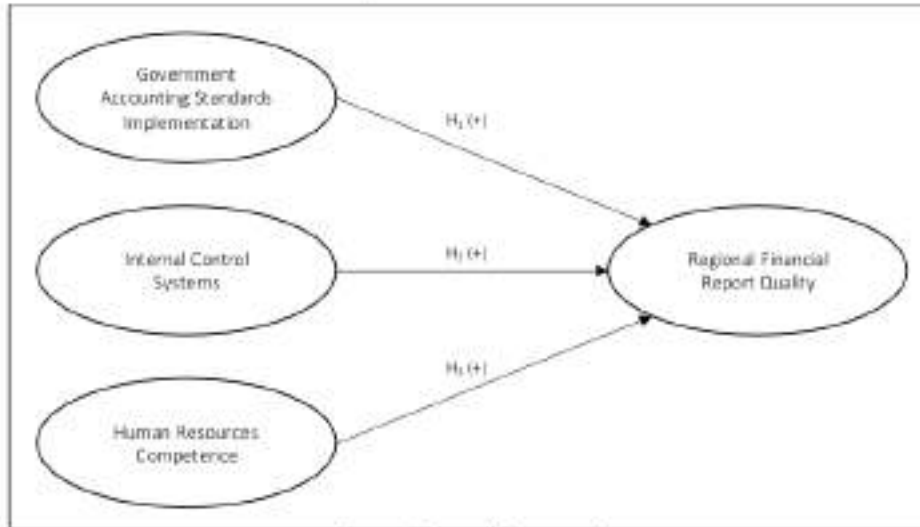 Government
Accounting Standards
Implementation
H₁ (+)
Internal Control
Systems
H₂ (+)
Regional Financial
Report Quality
H₃ (+)
Human Resources
Competence